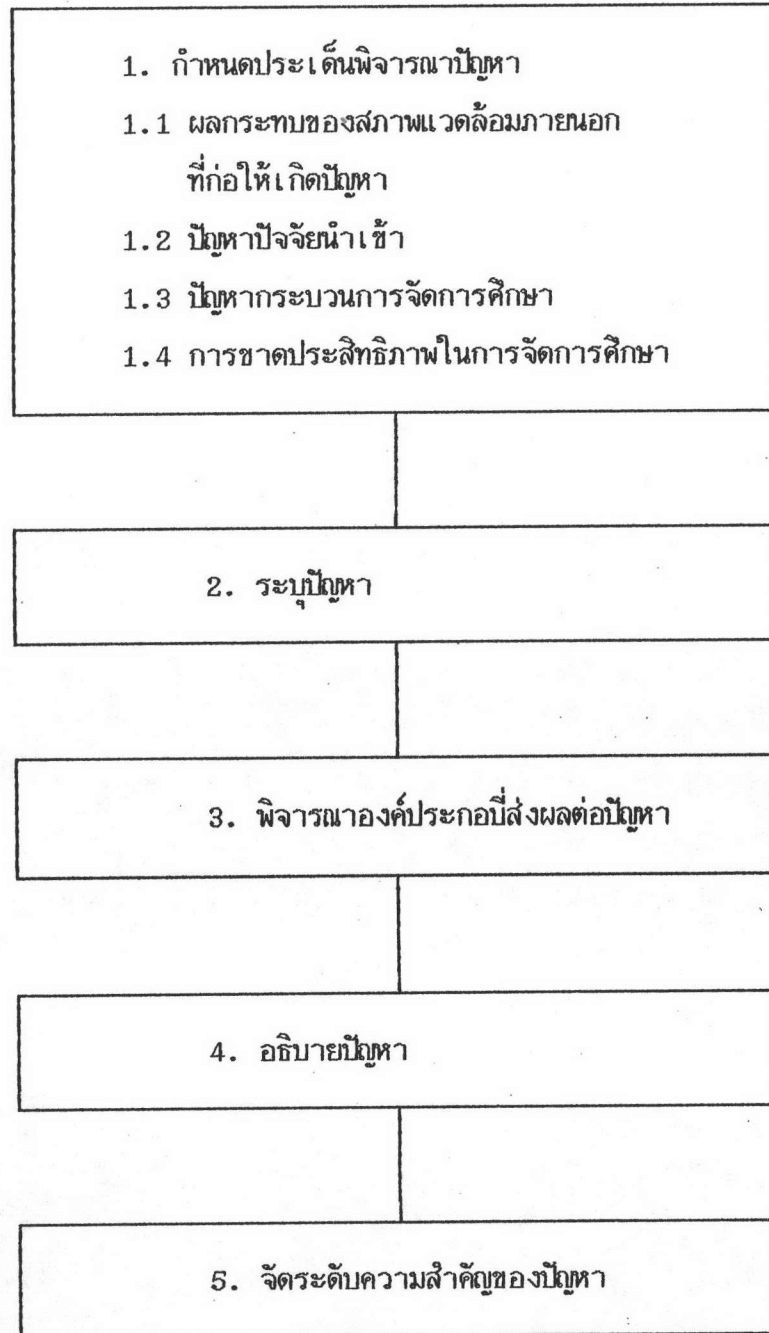 1. กำหนดประเด็นพิจารณาปัญหา
1.1 ผลกระทบของสภาพแวดล้อมภายนอก
ที่ก่อให้เกิดปัญหา
1.2 ปัญหาปัจจัยนำเข้า
1.3 ปัญหากระบวนการจัดการศึกษา
1.4 การขาดประสิทธิภาพในการจัดการศึกษา
2. ระบุปัญหา
3. พิจารณาองค์ประกอบี่ส่งผลต่อปัญหา
4. อธิบายปัญหา
5. จัดระดับความสำคัญของปัญหา